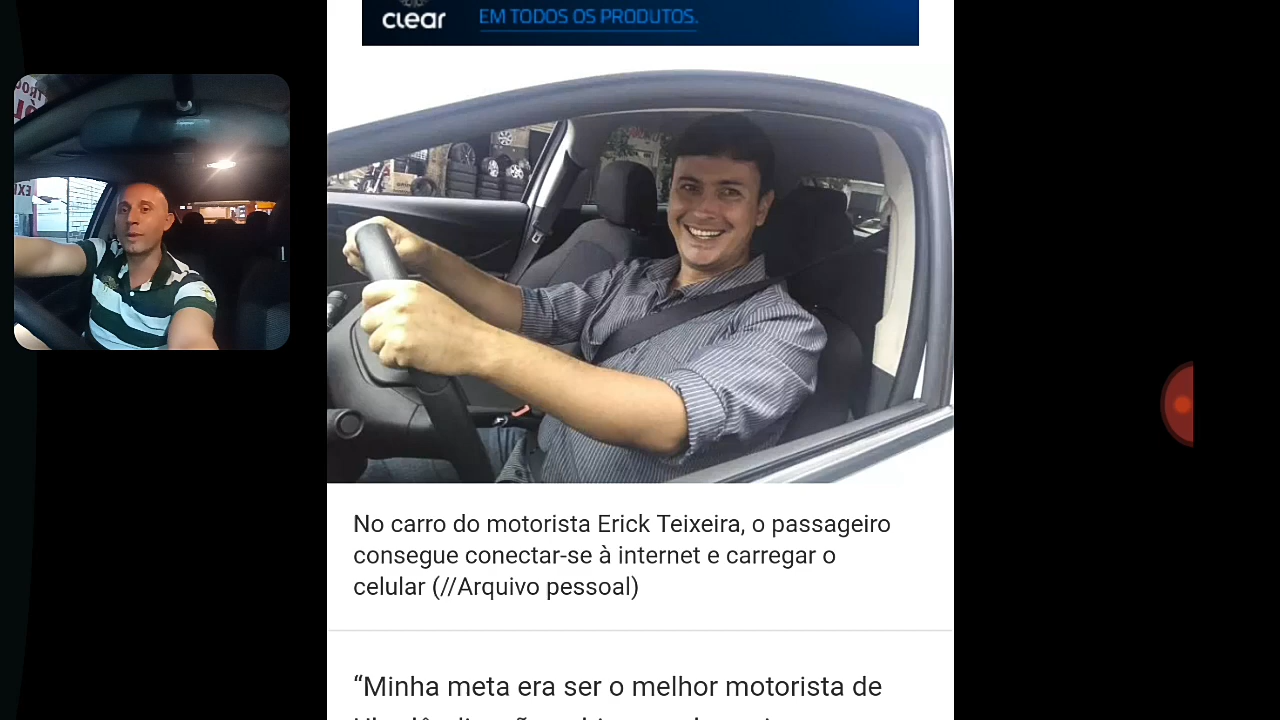 clear
EM TODOS OS PRODUTOS.
No carro do motorista Erick Teixeira, o passageiro
consegue conectar-se à internet e carregar o
celular (//Arquivo pessoal)
“Minha meta era ser o melhor motorista de